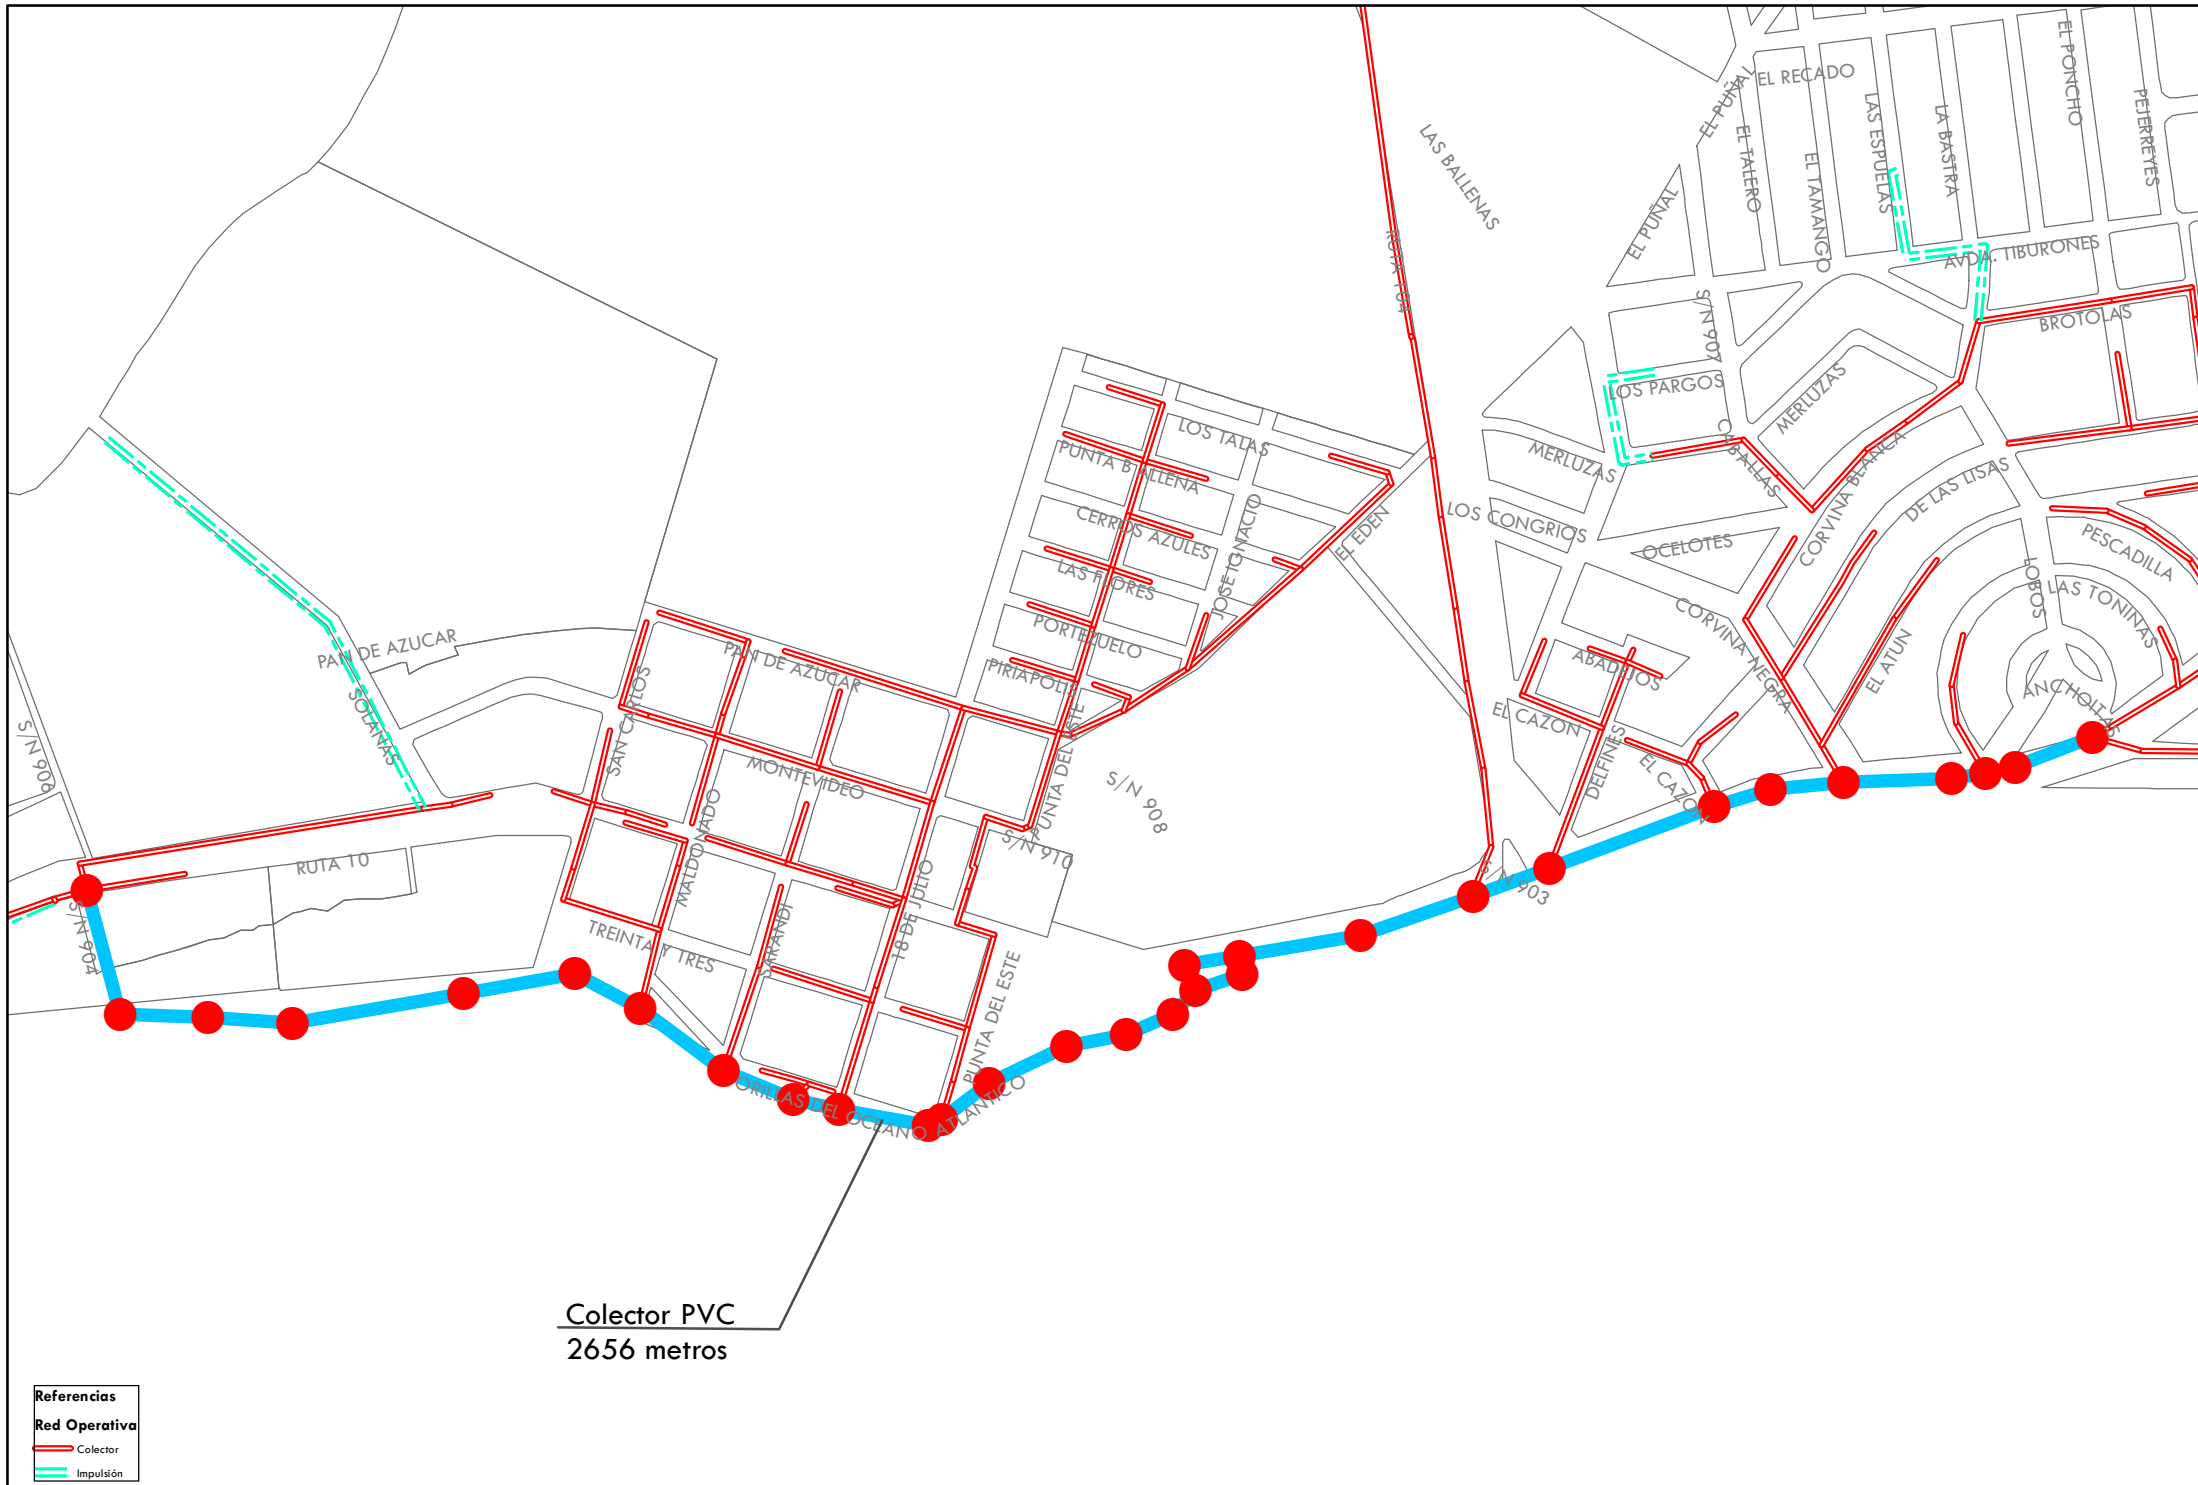 EL PONCHO
EL RECADO
EL PUÑAL
PEJERREYES
LAS ESPUELAS
LA BASTRA
EL TALERO
EL TAMANGO
LAS BALLENAS
EL PUÑAL
RUTA 104
AVDA. TIBURONES
S/N 907
BROTOLAS
LOS PARGOS
MERLUZAS
LOS TALAS
CABALLAS
PUNTA BALLENA
MERLUZAS
CORVINA BLANCA
DE LAS LISAS
CERROS AZULES
JOSE IGNACIO
EL EDEN
LOS CONGRIOS
OCELOTES
PESCADILLA
LAS FLORES
LOBOS
LAS TONINAS
PORTEZUELO
PAN DE AZUCAR
PAN DE AZUCAR
PIRIAPOLIS
ABADIJOS
CORVINA NEGRA
EL ATUN
ANCHOITAS
SOLANAS
SAN CARLOS
PUNTA DEL ESTE
EL CAZON
S/N 906
MONTEVIDEO
S/N 908
DELFINES
EL CAZON
MALDONADO
S/N 910
RUTA 10
S/N 903
S/N 904
TREINTA Y TRES
SARANDI
18 DE JULIO
PUNTA DEL ESTE
ORILLAS DEL OCEANO ATLANTICO
Colector PVC
2656 metros
Referencias
Red Operativa
Colector
Impulsión